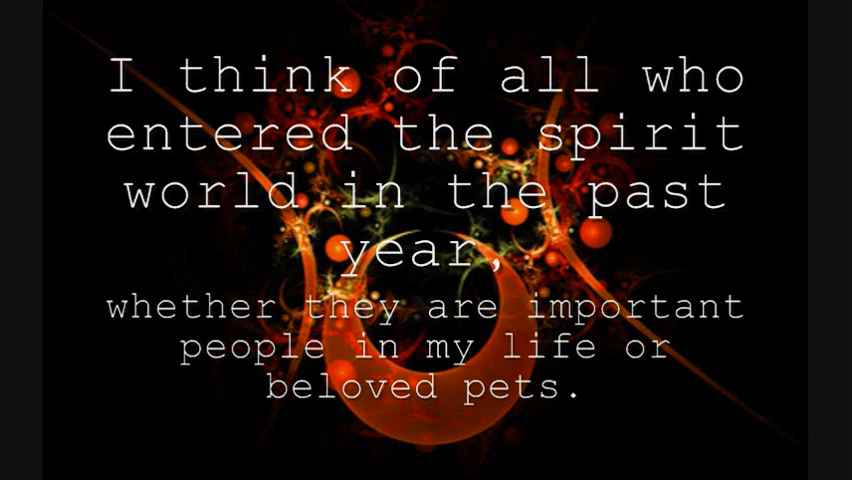 I think of all who
entered the spirit
world in the past
year,
whether they are important
people in my life or
beloved pets.